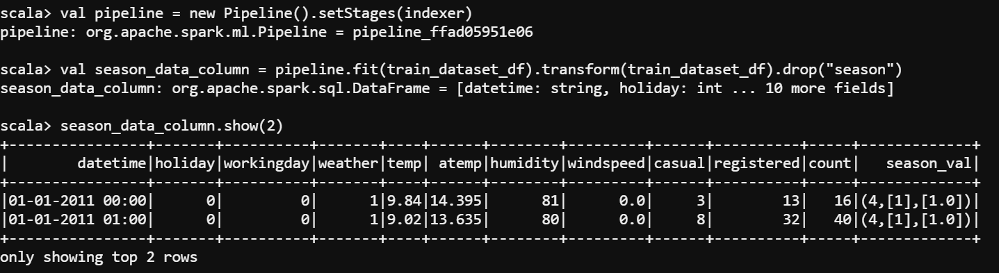 scala> val pipeline = new Pipeline().setStages(indexer)
pipeline: org.apache.spark.ml.Pipeline = pipeline_ffad05951e06
scala> val season_data_column = pipeline.fit(train_dataset_df).transform(train_dataset_df).drop("season")
season_data_column: org.apache.spark.sql.DataFrame = [datetime: string, holiday: int ... 10 more fields]
scala> season_data_column.show(2)
+----------------+-------+----------+-------+----+------+--------+---------+------+----------+-----+-------------+
|        datetime|holiday|workingday|weather|temp| atemp|humidity|windspeed|casual|registered|count|   season_val|
+----------------+-------+----------+-------+----+------+--------+---------+------+----------+-----+-------------+
|01-01-2011 00:00|      0|         0|      1|9.84|14.395|      81|      0.0|     3|        13|   16|(4,[1],[1.0])|
|01-01-2011 01:00|      0|         0|      1|9.02|13.635|      80|      0.0|     8|        32|   40|(4,[1],[1.0])|
+----------------+-------+----------+-------+----+------+--------+---------+------+----------+-----+-------------+
only showing top 2 rows